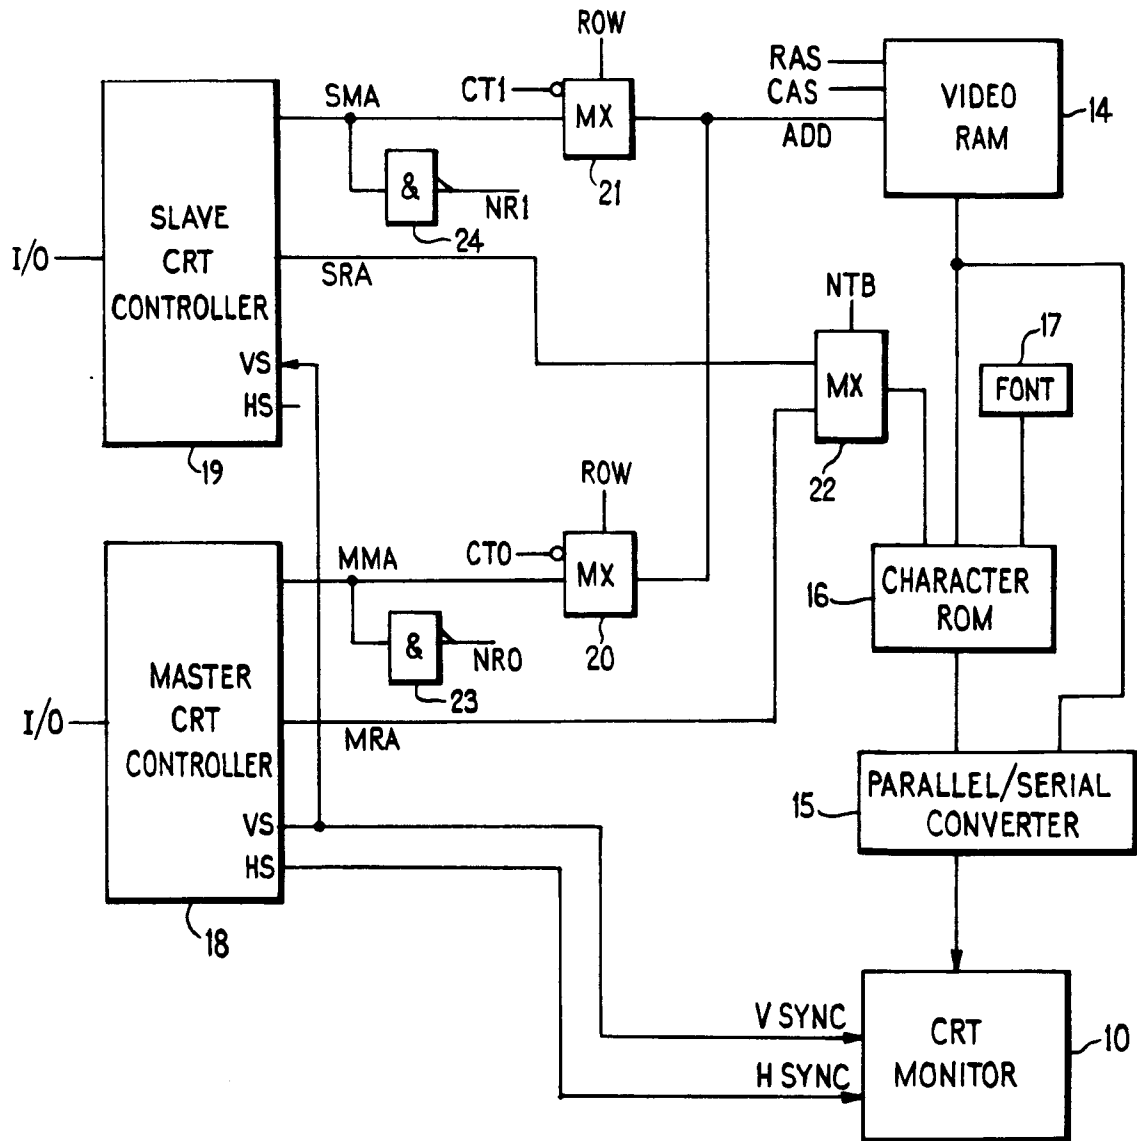 ROW
RAS
CAS
ADD
VIDEO
RAM
14
SMA
CT1
MX
21
&
NR1
24
SLAVE
CRT
CONTROLLER
I/O
SRA
VS
HS
19
NTB
MX
22
17
FONT
ROW
MMA
CT0
MX
20
&
NR0
23
16
CHARACTER
ROM
MASTER
CRT
CONTROLLER
I/O
MRA
VS
HS
18
15
PARALLEL/SERIAL
CONVERTER
V SYNC
H SYNC
CRT
MONITOR
10